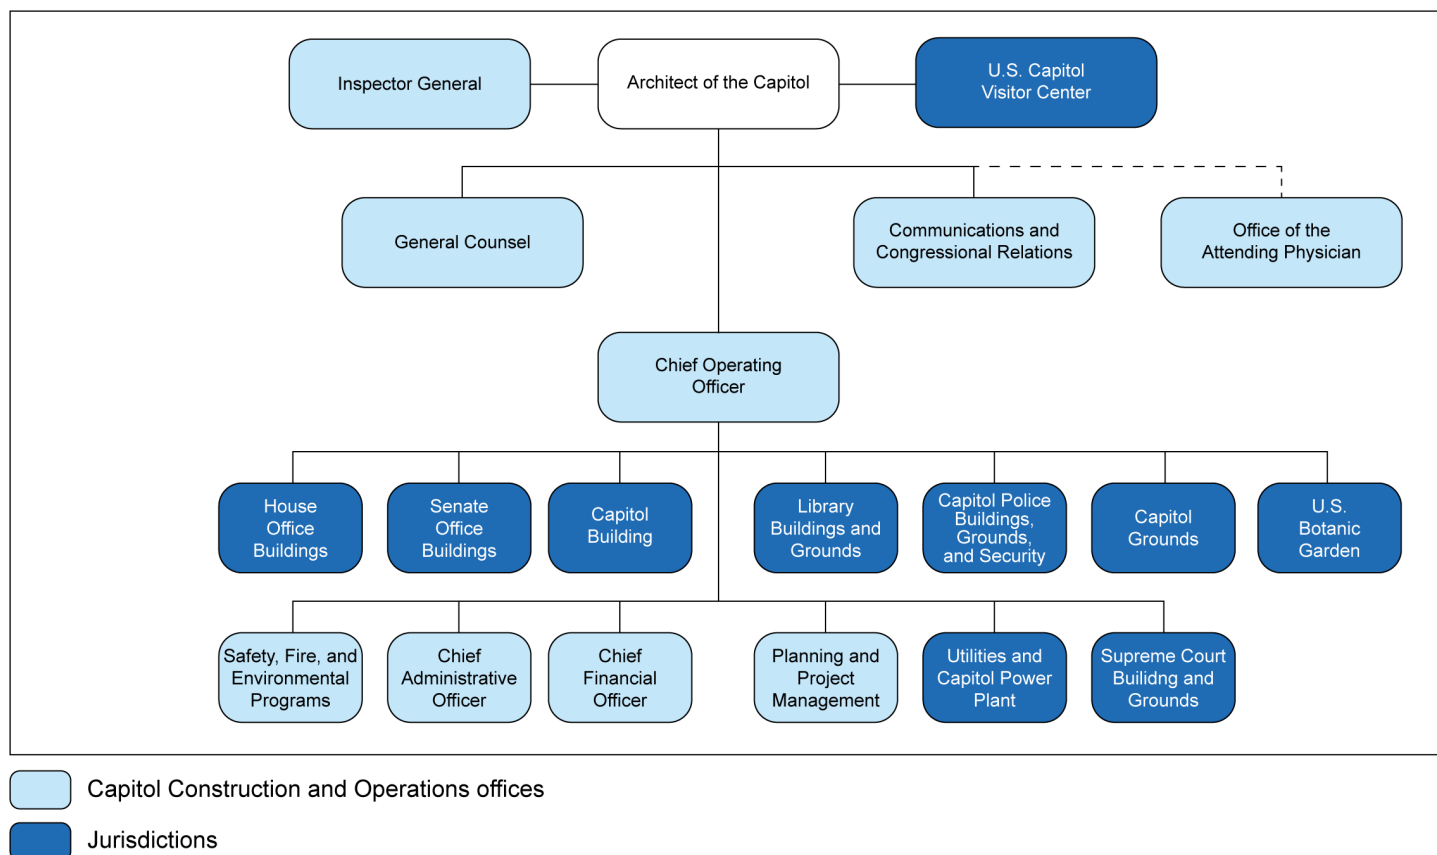 Inspector General
Architect of the Capitol
U.S. Capitol
Visitor Center
General Counsel
Communications and
Congressional Relations
Office of the
Attending Physician
Chief Operating
Officer
House
Office
Buildings
Senate
Office
Buildings
Capitol
Building
Library
Buildings and
Grounds
Capitol Police
Buildings,
Grounds,
and Security
Capitol
Grounds
U.S.
Botanic
Garden
Safety, Fire, and
Environmental
Programs
Chief
Administrative
Officer
Chief
Financial
Officer
Planning and
Project
Management
Utilities and
Capitol Power
Plant
Supreme Court
Builidng and
Grounds
Capitol Construction and Operations offices
Jurisdictions